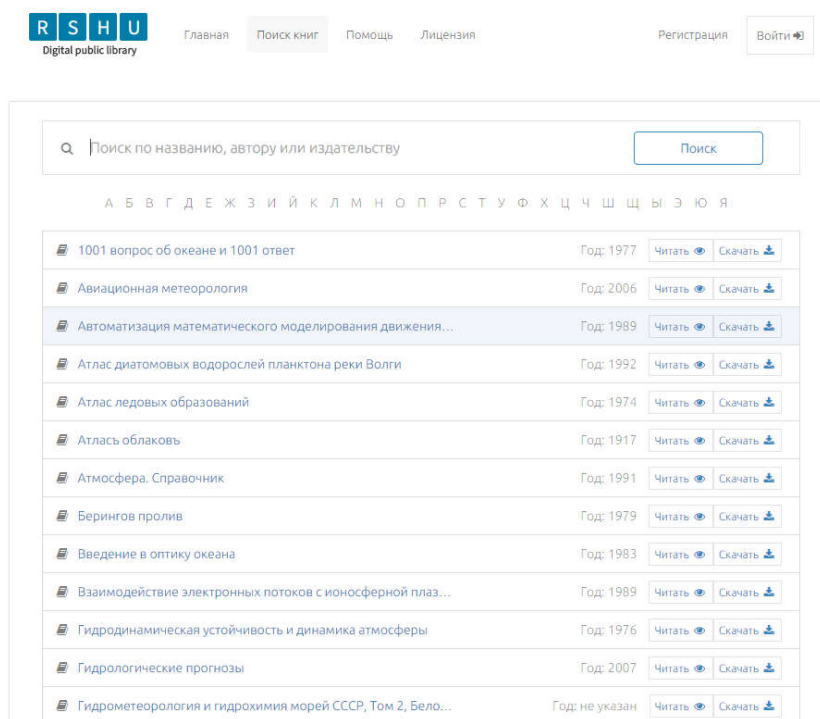 R S H U
Digital public library
Главная Поиск книг Помощь Лицензия Регистрация Войти
Поиск по названию, автору или издательству Поиск
А Б В Г Д Е Ж З И Й К Л М Н О П Р С Т У Ф Х Ц Ч Ш Щ Ы Э Ю Я
1001 вопрос об океане и 1001 ответ Год: 1977 Читать Скачать
Авиационная метеорология Год: 2006 Читать Скачать
Автоматизация математического моделирования движения... Год: 1989 Читать Скачать
Атлас диатомовых водорослей планктона реки Волги Год: 1992 Читать Скачать
Атлас ледовых образований Год: 1974 Читать Скачать
Атласъ облаковъ Год: 1917 Читать Скачать
Атмосфера. Справочник Год: 1991 Читать Скачать
Берингов пролив Год: 1979 Читать Скачать
Введение в оптику океана Год: 1983 Читать Скачать
Взаимодействие электронных потоков с ионосферной плаз... Год: 1989 Читать Скачать
Гидродинамическая устойчивость и динамика атмосферы Год: 1976 Читать Скачать
Гидрологические прогнозы Год: 2007 Читать Скачать
Гидрометеорология и гидрохимия морей СССР, Том 2, Бело... Год: не указан Читать Скачать